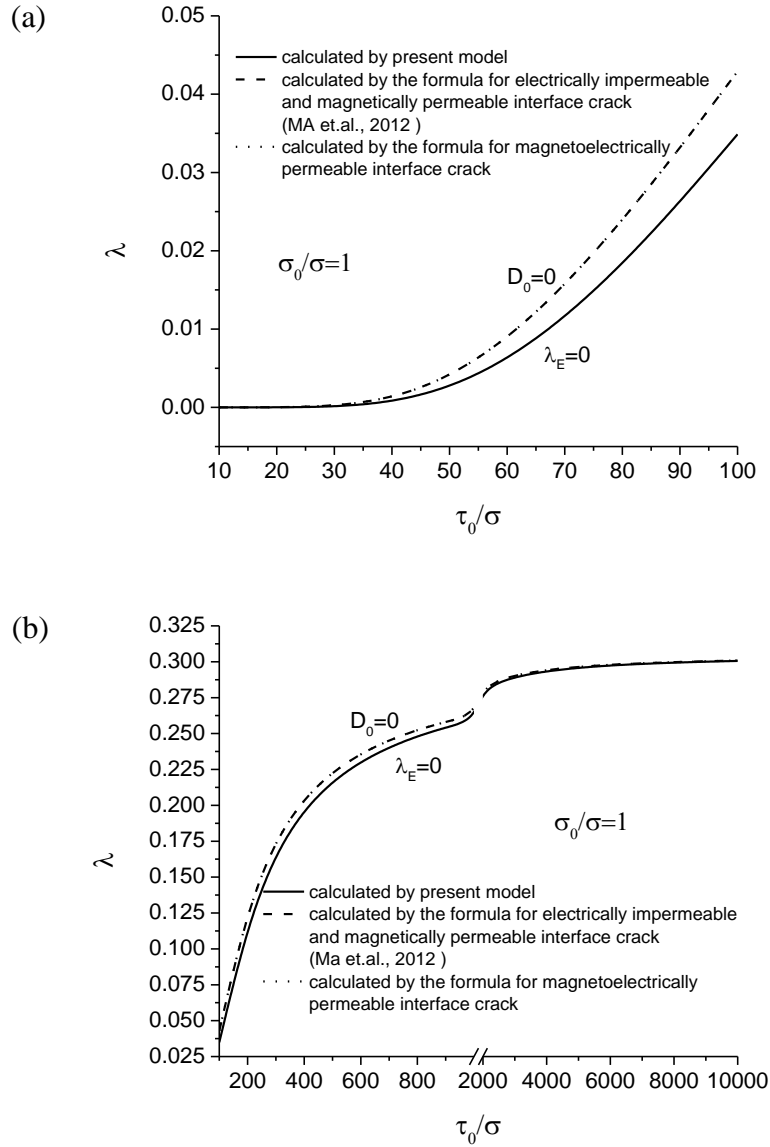 (a)
0.05
0.04
0.03
0.02
0.01
0.00
λ
calculated by present model
calculated by the formula for electrically impermeable
and magnetically permeable interface crack
(MA et.al., 2012 )
calculated by the formula for magnetoelectrically
permeable interface crack
σ₀/σ=1
D₀=0
λ_E=0
10 20 30 40 50 60 70 80 90 100
τ₀/σ
(b)
0.325
0.300
0.275
0.250
0.225
0.200
0.175
0.150
0.125
0.100
0.075
0.050
0.025
λ
D₀=0
λ_E=0
σ₀/σ=1
calculated by present model
calculated by the formula for electrically impermeable
and magnetically permeable interface crack
(Ma et.al., 2012 )
calculated by the formula for magnetoelectrically
permeable interface crack
200 400 600 800 2000 4000 6000 8000 10000
τ₀/σ